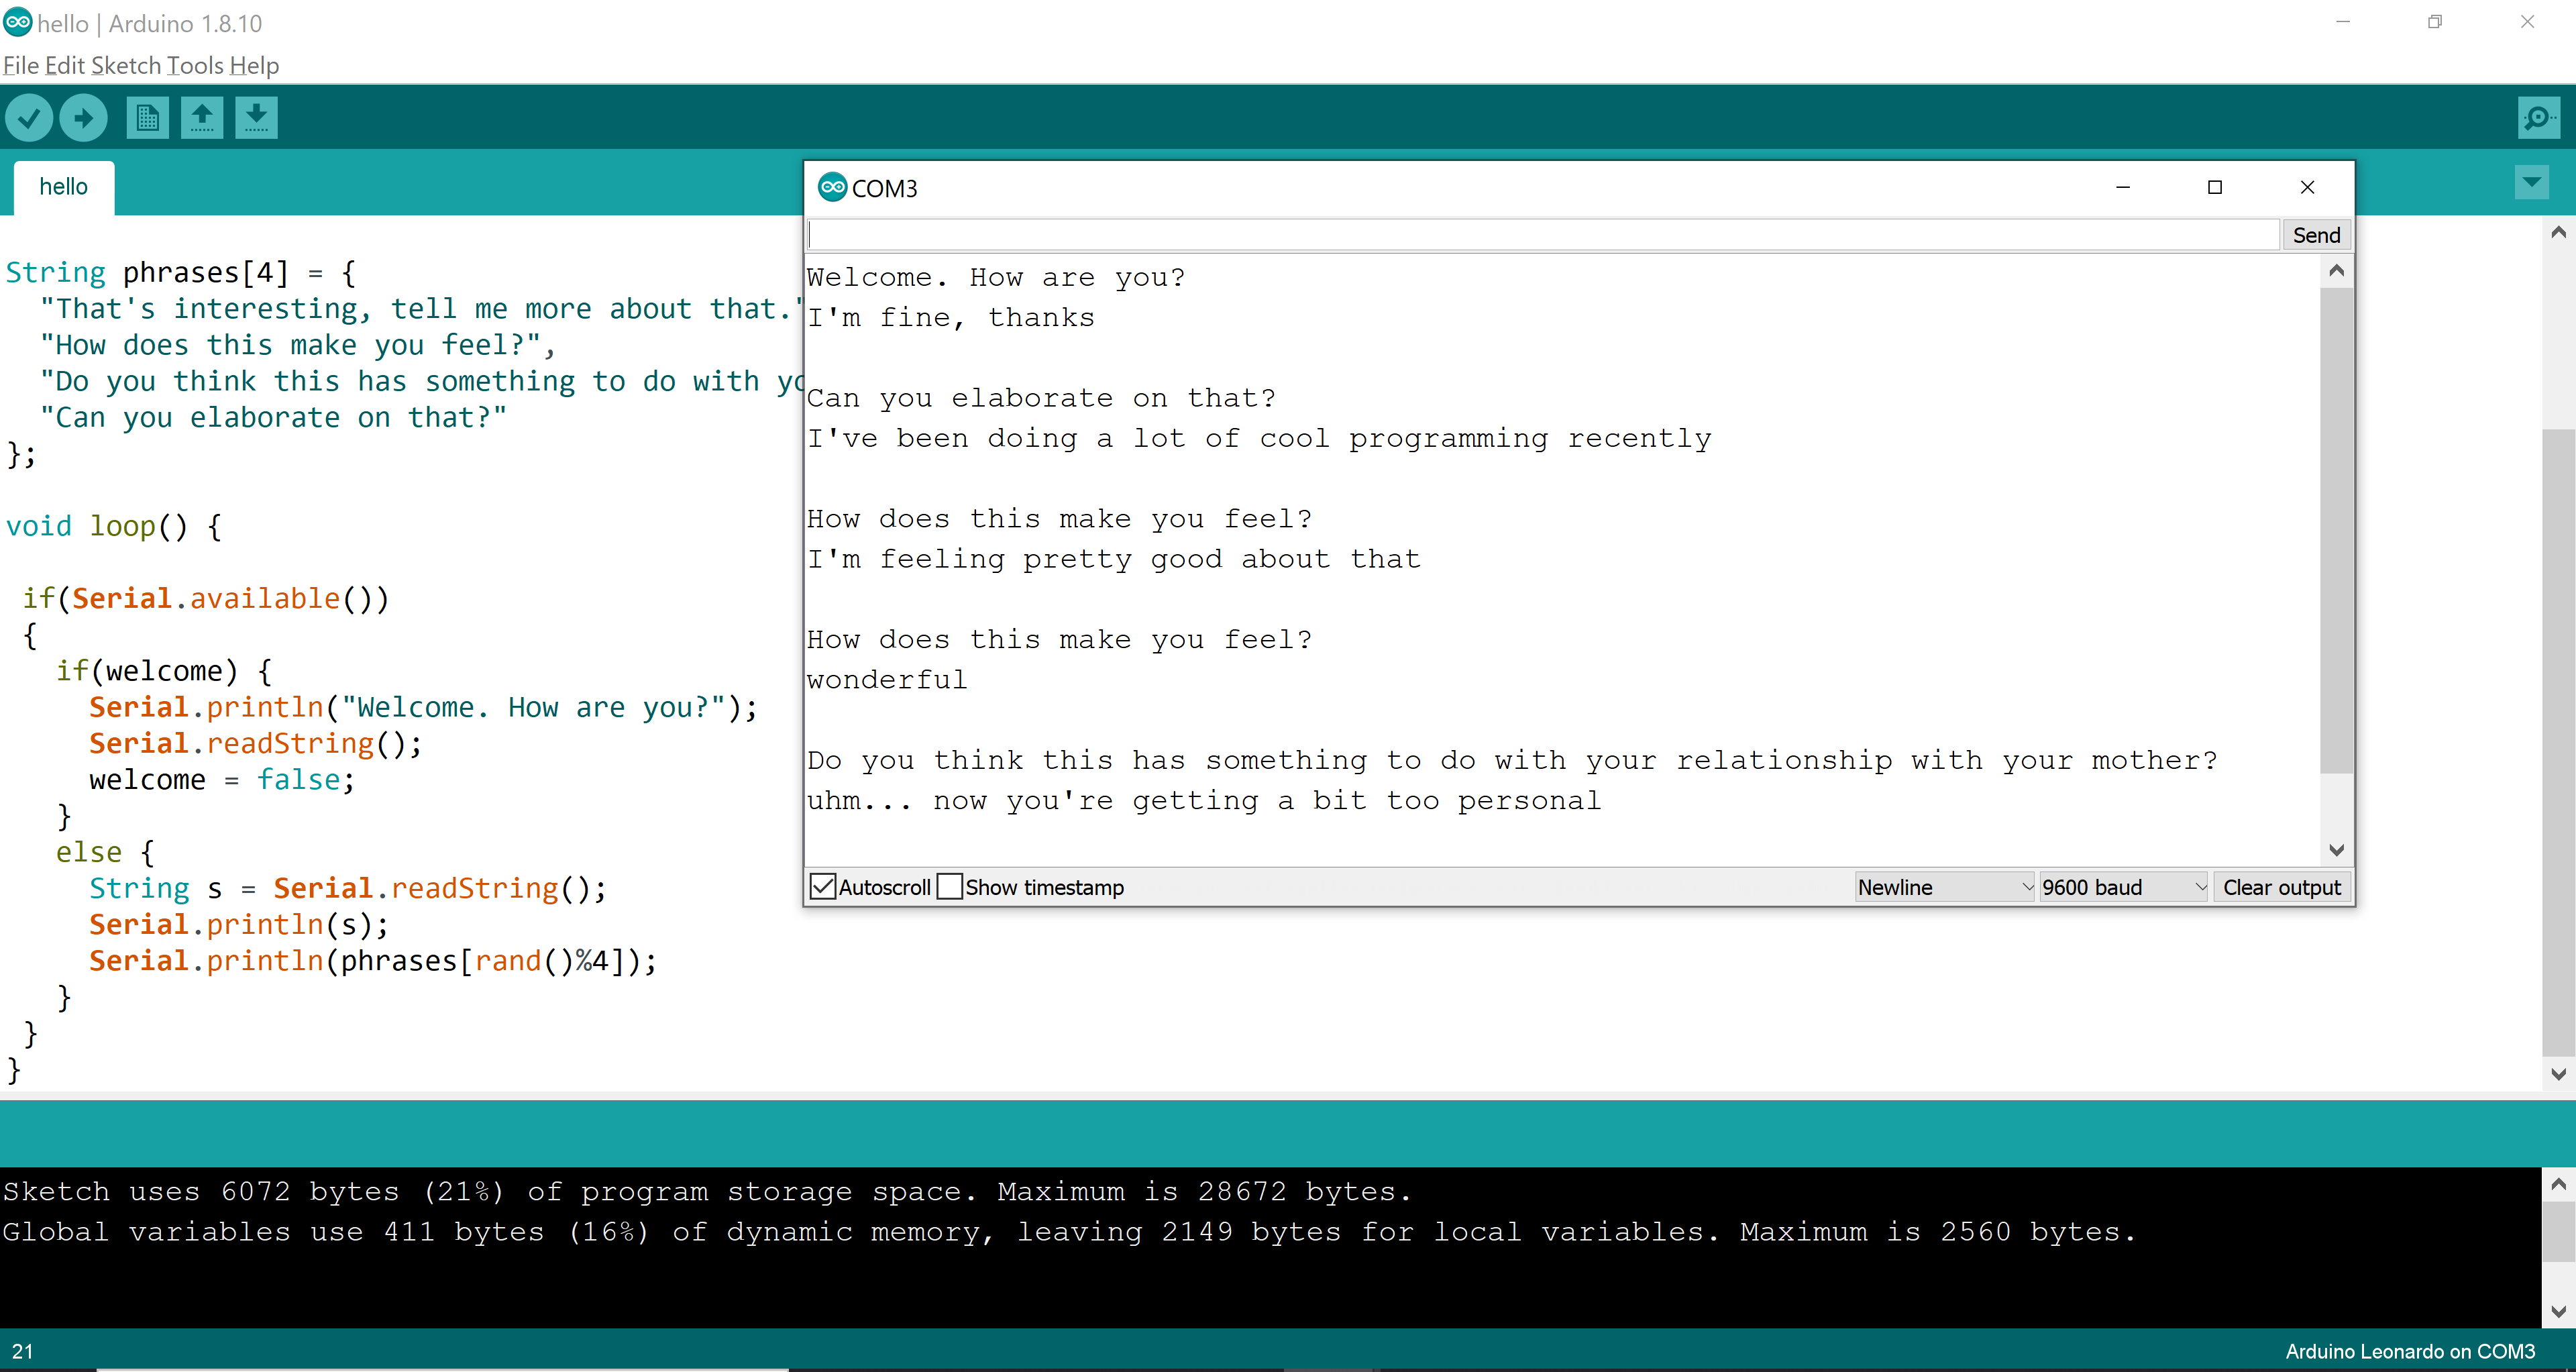 hello | Arduino 1.8.10
File Edit Sketch Tools Help
hello
String phrases[4] = {
"That's interesting, tell me more about that."
"How does this make you feel?",
"Do you think this has something to do with yo
"Can you elaborate on that?"
};
void loop() {
if(Serial.available())
{
if(welcome) {
Serial.println("Welcome. How are you?");
Serial.readString();
welcome = false;
}
else {
String s = Serial.readString();
Serial.println(s);
Serial.println(phrases[rand()%4]);
}
}
}
COM3
Send
Welcome. How are you?
I'm fine, thanks
Can you elaborate on that?
I've been doing a lot of cool programming recently
How does this make you feel?
I'm feeling pretty good about that
How does this make you feel?
wonderful
Do you think this has something to do with your relationship with your mother?
uhm... now you're getting a bit too personal
Autoscroll Show timestamp Newline 9600 baud Clear output
Sketch uses 6072 bytes (21%) of program storage space. Maximum is 28672 bytes.
Global variables use 411 bytes (16%) of dynamic memory, leaving 2149 bytes for local variables. Maximum is 2560 bytes.
21 Arduino Leonardo on COM3